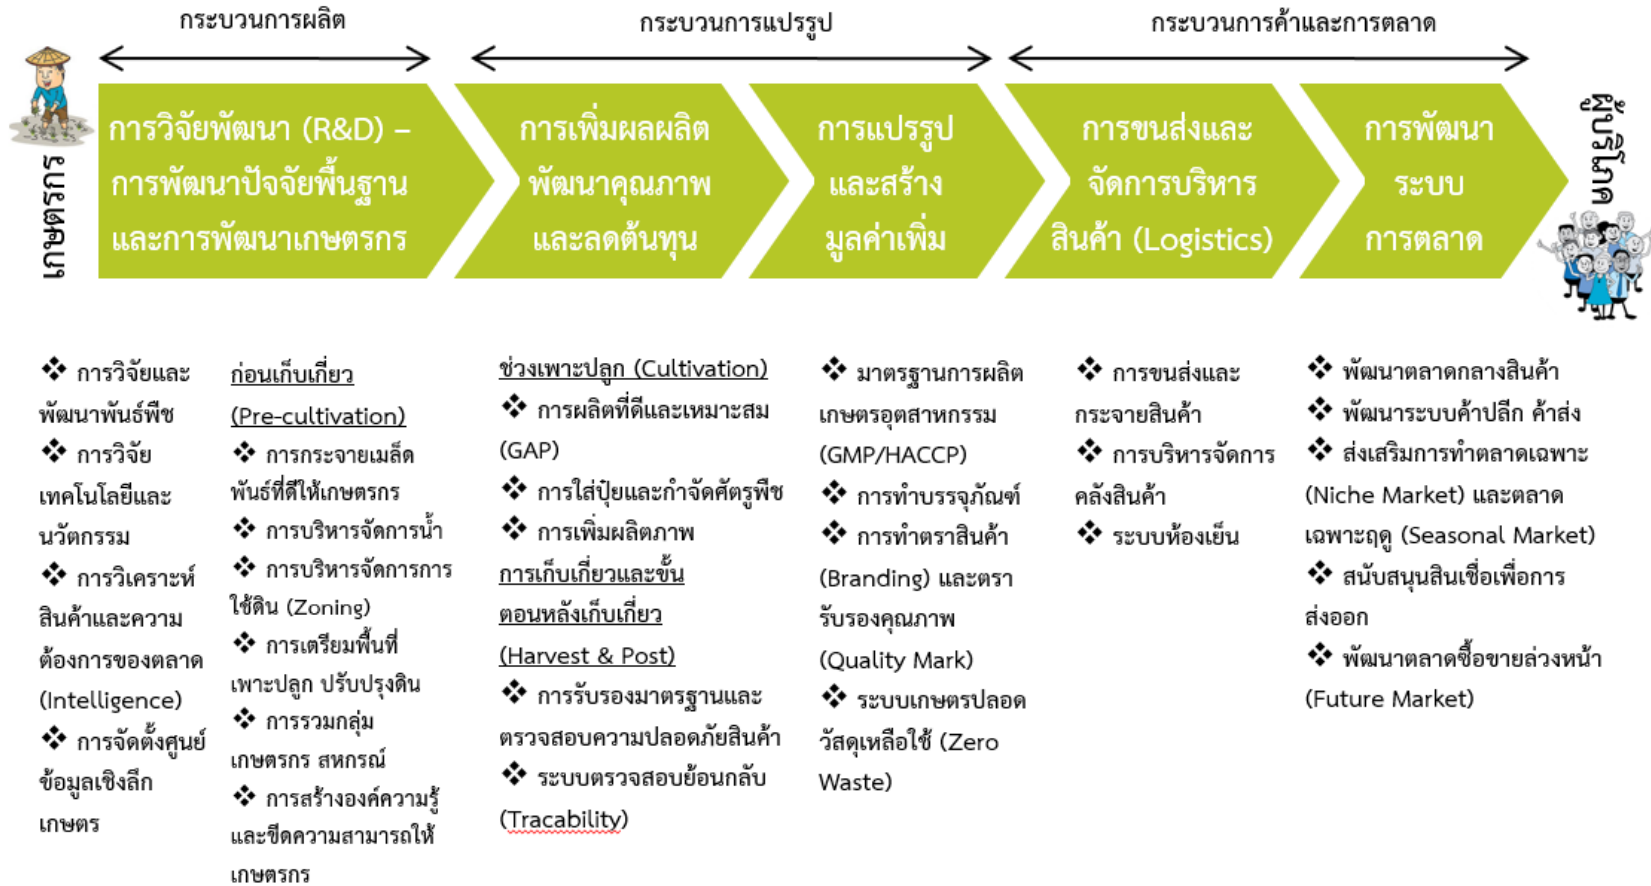 กระบวนการผลิต
กระบวนการแปรรูป
กระบวนการค้าและการตลาด
เกษตรกร
การวิจัยพัฒนา (R&D) –
การพัฒนาปัจจัยพื้นฐาน
และการพัฒนาเกษตรกร
การเพิ่มผลผลิต
พัฒนาคุณภาพ
และลดต้นทุน
การแปรรูป
และสร้าง
มูลค่าเพิ่ม
การขนส่งและ
จัดการบริหาร
สินค้า (Logistics)
การพัฒนา
ระบบ
การตลาด
ผู้บริโภค
❖ การวิจัยและ
พัฒนาพันธ์พืช
❖ การวิจัย
เทคโนโลยีและ
นวัตกรรม
❖ การวิเคราะห์
สินค้าและความ
ต้องการของตลาด
(Intelligence)
❖ การจัดตั้งศูนย์
ข้อมูลเชิงลึก
เกษตร
ก่อนเก็บเกี่ยว
(Pre-cultivation)
❖ การกระจายเมล็ด
พันธ์ที่ดีให้เกษตรกร
❖ การบริหารจัดการน้ำ
❖ การบริหารจัดการการ
ใช้ดิน (Zoning)
❖ การเตรียมพื้นที่
เพาะปลูก ปรับปรุงดิน
❖ การรวมกลุ่ม
เกษตรกร สหกรณ์
❖ การสร้างองค์ความรู้
และขีดความสามารถให้
เกษตรกร
ช่วงเพาะปลูก (Cultivation)
❖ การผลิตที่ดีและเหมาะสม
(GAP)
❖ การใส่ปุ๋ยและกำจัดศัตรูพืช
❖ การเพิ่มผลิตภาพ
การเก็บเกี่ยวและขั้น
ตอนหลังเก็บเกี่ยว
(Harvest & Post)
❖ การรับรองมาตรฐานและ
ตรวจสอบความปลอดภัยสินค้า
❖ ระบบตรวจสอบย้อนกลับ
(Tracability)
❖ มาตรฐานการผลิต
เกษตรอุตสาหกรรม
(GMP/HACCP)
❖ การทำบรรจุภัณฑ์
❖ การทำตราสินค้า
(Branding) และตรา
รับรองคุณภาพ
(Quality Mark)
❖ ระบบเกษตรปลอด
วัสดุเหลือใช้ (Zero
Waste)
❖ การขนส่งและ
กระจายสินค้า
❖ การบริหารจัดการ
คลังสินค้า
❖ ระบบห้องเย็น
❖ พัฒนาตลาดกลางสินค้า
❖ พัฒนาระบบค้าปลีก ค้าส่ง
❖ ส่งเสริมการทำตลาดเฉพาะ
(Niche Market) และตลาด
เฉพาะฤดู (Seasonal Market)
❖ สนับสนุนสินเชื่อเพื่อการ
ส่งออก
❖ พัฒนาตลาดซื้อขายล่วงหน้า
(Future Market)